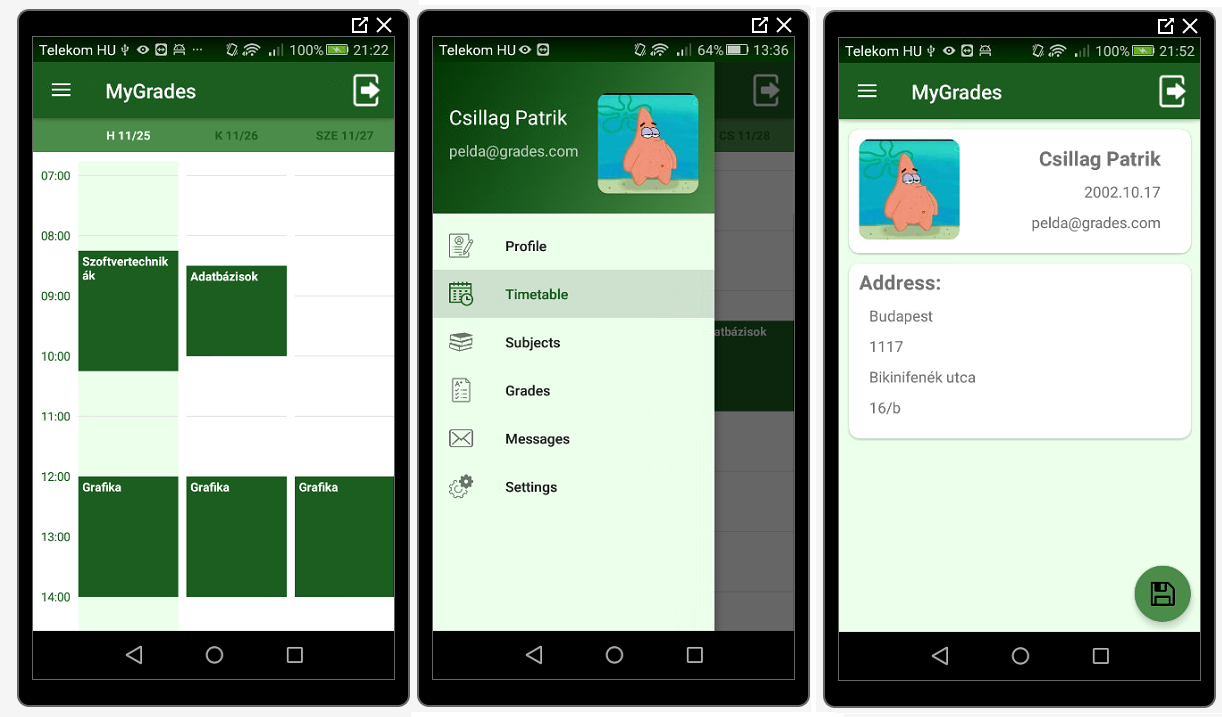 Telekom HU 100% 21:22
MyGrades
H 11/25 K 11/26 SZE 11/27
07:00
08:00
Szoftvertechnik
ák
Adatbázisok
09:00
10:00
11:00
12:00
Grafika Grafika Grafika
13:00
14:00
Telekom HU 64% 13:36
Csillag Patrik
pelda@grades.com
CS 11/28
Profile
Timetable
Subjects
atbázisok
Grades
Messages
Settings
Telekom HU 100% 21:52
MyGrades
Csillag Patrik
2002.10.17
pelda@grades.com
Address:
Budapest
1117
Bikinifenék utca
16/b